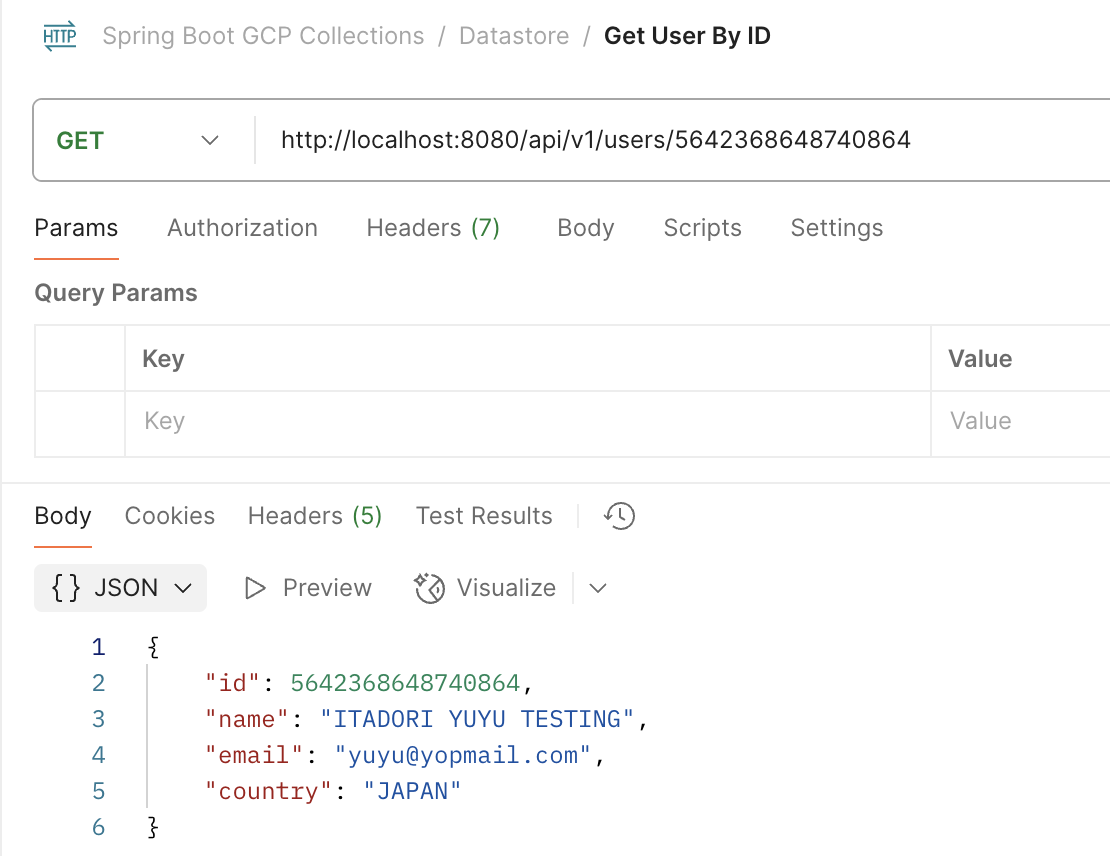 HTTP Spring Boot GCP Collections / Datastore / Get User By ID
GET http://localhost:8080/api/v1/users/5642368648740864
Params Authorization Headers (7) Body Scripts Settings
Query Params
Key Value
Key Value
Body Cookies Headers (5) Test Results
{} JSON Preview Visualize
1 {
2 "id": 5642368648740864,
3 "name": "ITADORI YUYU TESTING",
4 "email": "yuyu@yopmail.com",
5 "country": "JAPAN"
6 }